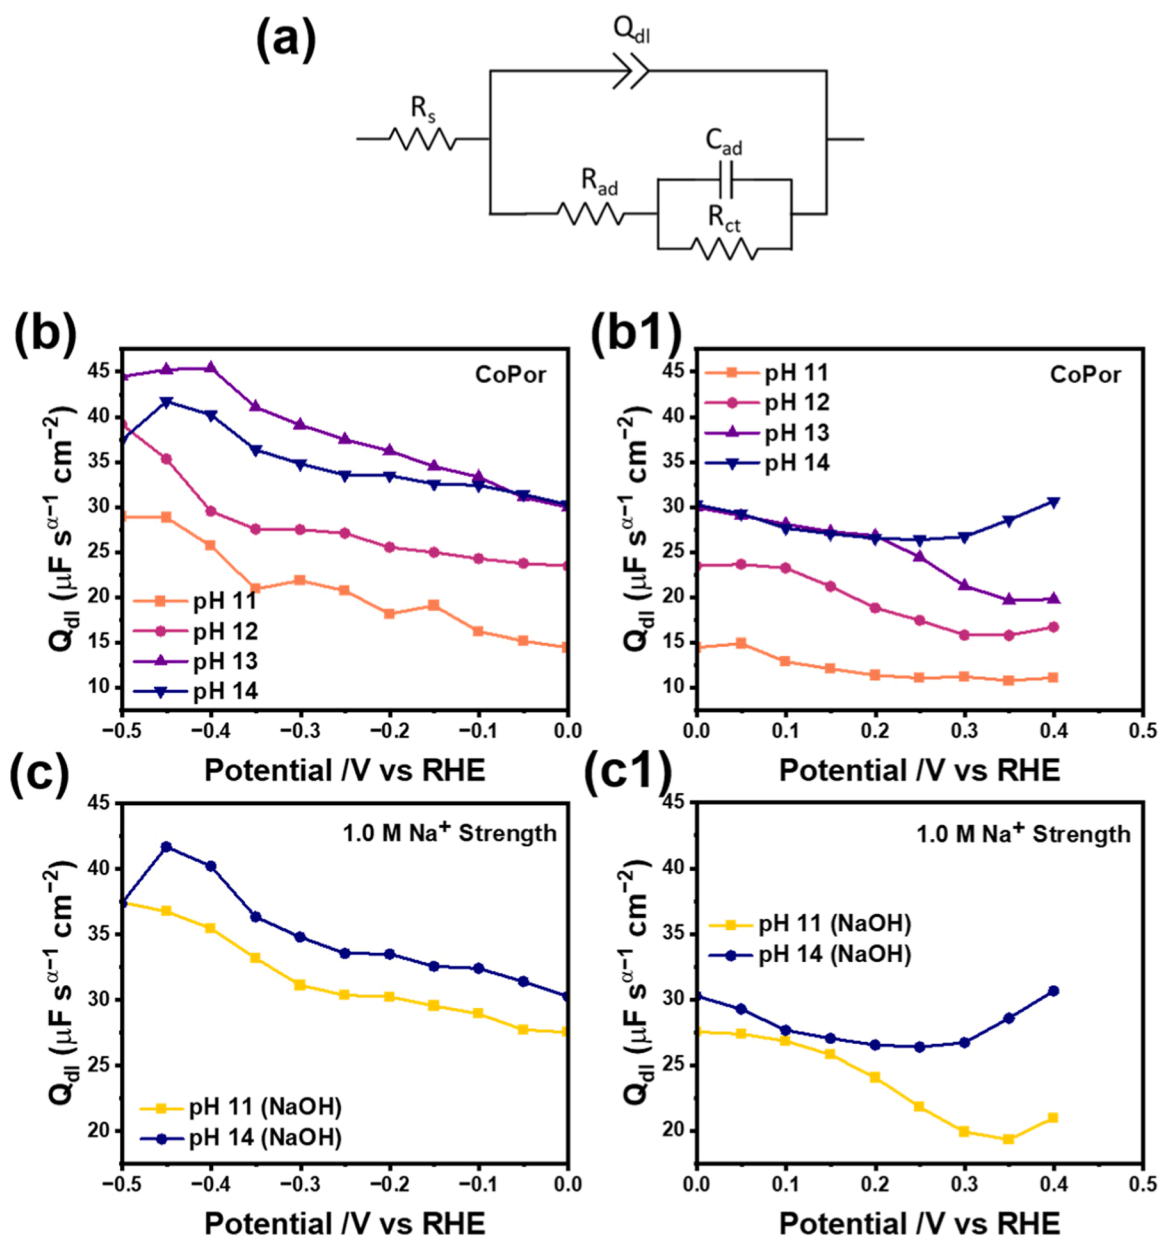 (a)
Q_dl
R_s
C_ad
R_ad
R_ct
(b)
CoPor
45
40
35
30
25
20
15
10
Q_dl (μF s^α−1 cm^−2)
pH 11
pH 12
pH 13
pH 14
−0.5 −0.4 −0.3 −0.2 −0.1 0.0
Potential /V vs RHE
(b1)
CoPor
45
40
35
30
25
20
15
10
Q_dl (μF s^α−1 cm^−2)
pH 11
pH 12
pH 13
pH 14
0.0 0.1 0.2 0.3 0.4 0.5
Potential /V vs RHE
(c)
1.0 M Na+ Strength
45
40
35
30
25
20
Q_dl (μF s^α−1 cm^−2)
pH 11 (NaOH)
pH 14 (NaOH)
−0.5 −0.4 −0.3 −0.2 −0.1 0.0
Potential /V vs RHE
(c1)
1.0 M Na+ Strength
45
40
35
30
25
20
Q_dl (μF s^α−1 cm^−2)
pH 11 (NaOH)
pH 14 (NaOH)
0.0 0.1 0.2 0.3 0.4 0.5
Potential /V vs RHE